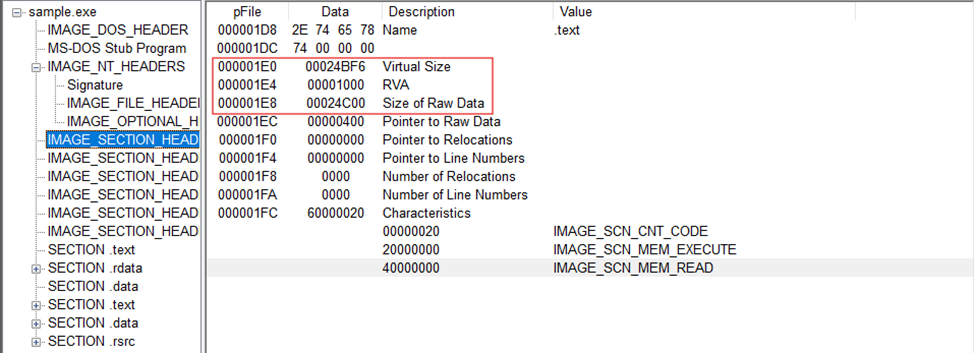 sample.exe
IMAGE_DOS_HEADER
MS-DOS Stub Program
IMAGE_NT_HEADERS
Signature
IMAGE_FILE_HEADEI
IMAGE_OPTIONAL_H
IMAGE_SECTION_HEAD
IMAGE_SECTION_HEAD
IMAGE_SECTION_HEAD
IMAGE_SECTION_HEAD
IMAGE_SECTION_HEAD
IMAGE_SECTION_HEAD
SECTION .text
SECTION .rdata
SECTION .data
SECTION .text
SECTION .data
SECTION .rsrc
pFile Data Description Value
000001D8 2E 74 65 78 Name .text
000001DC 74 00 00 00
000001E0 00024BF6 Virtual Size
000001E4 00001000 RVA
000001E8 00024C00 Size of Raw Data
000001EC 00000400 Pointer to Raw Data
000001F0 00000000 Pointer to Relocations
000001F4 00000000 Pointer to Line Numbers
000001F8 0000 Number of Relocations
000001FA 0000 Number of Line Numbers
000001FC 60000020 Characteristics
00000020 IMAGE_SCN_CNT_CODE
20000000 IMAGE_SCN_MEM_EXECUTE
40000000 IMAGE_SCN_MEM_READ